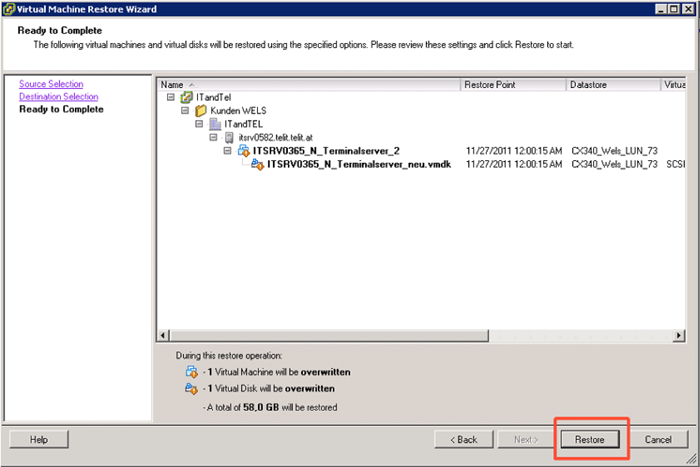 Virtual Machine Restore Wizard
Ready to Complete
The following virtual machines and virtual disks will be restored using the specified options. Please review these settings and click Restore to start.
Source Selection
Destination Selection
Ready to Complete
Name Restore Point Datastore Virtua
ITandTel
Kunden WELS
ITandTEL
itsrv0582.telit.telit.at
ITSRV0365_N_Terminalserver_2 11/27/2011 12:00:15 AM CX340_Wels_LUN_73
ITSRV0365_N_Terminalserver_neu.vmdk 11/27/2011 12:00:15 AM CX340_Wels_LUN_73 SCSI
During this restore operation:
- 1 Virtual Machine will be overwritten
- 1 Virtual Disk will be overwritten
- A total of 58,0 GB will be restored
Help < Back Next > Restore Cancel